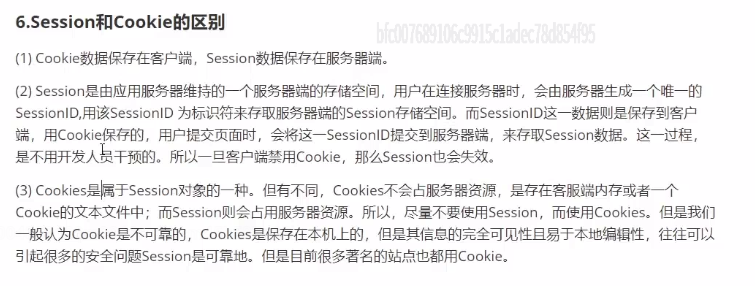 6.Session和Cookie的区别
bfc007689106c9915c1adec78d854f95
(1) Cookie数据保存在客户端，Session数据保存在服务器端。
(2) Session是由应用服务器维持的一个服务器端的存储空间，用户在连接服务器时，会由服务器生成一个唯一的
SessionID,用该SessionID 为标识符来存取服务器端的Session存储空间。而SessionID这一数据则是保存到客户
端，用Cookie保存的，用户提交页面时，会将这一SessionID提交到服务器端，来存取Session数据。这一过程，
是不用开发人员干预的。所以一旦客户端禁用Cookie，那么Session也会失效。
(3) Cookies是属于Session对象的一种。但有不同，Cookies不会占服务器资源，是存在客服端内存或者一个
Cookie的文本文件中；而Session则会占用服务器资源。所以，尽量不要使用Session，而使用Cookies。但是我们
一般认为Cookie是不可靠的，Cookies是保存在本机上的，但是其信息的完全可见性且易于本地编辑性，往往可以
引起很多的安全问题Session是可靠地。但是目前很多著名的站点也都用Cookie。